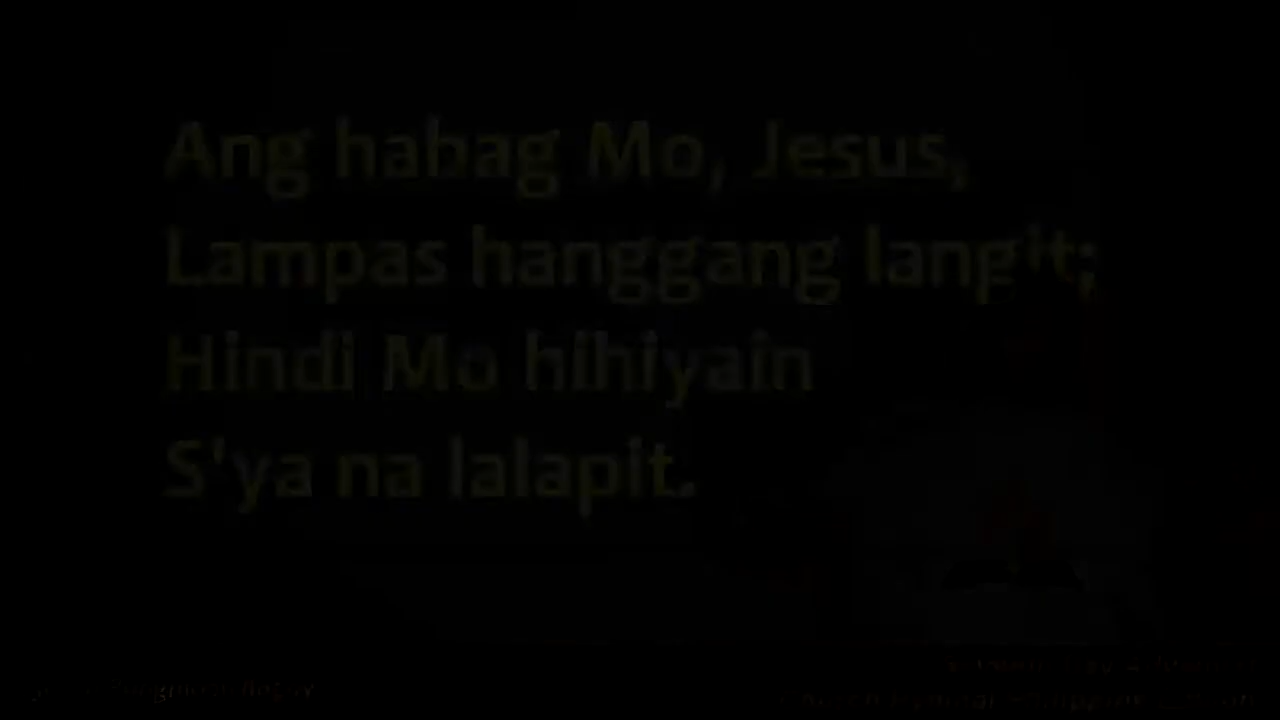 Ang habag Mo, Jesus,
Lampas hanggang langit;
Hindi Mo hihiyain
S'ya na lalapit.